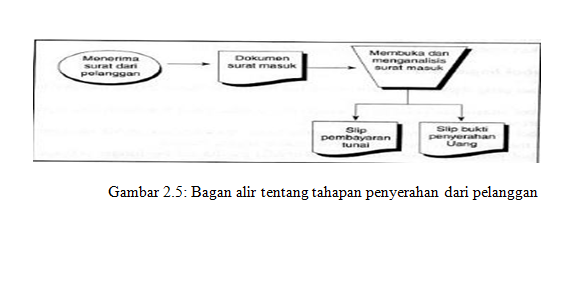 Menerima
surat dari
pelanggan
Dokumen
surat masuk
Membuka dan
menganalisis
surat masuk
Slip
pembayaran
tunai
Slip bukti
penyerahan
Uang
Gambar 2.5: Bagan alir tentang tahapan penyerahan dari pelanggan